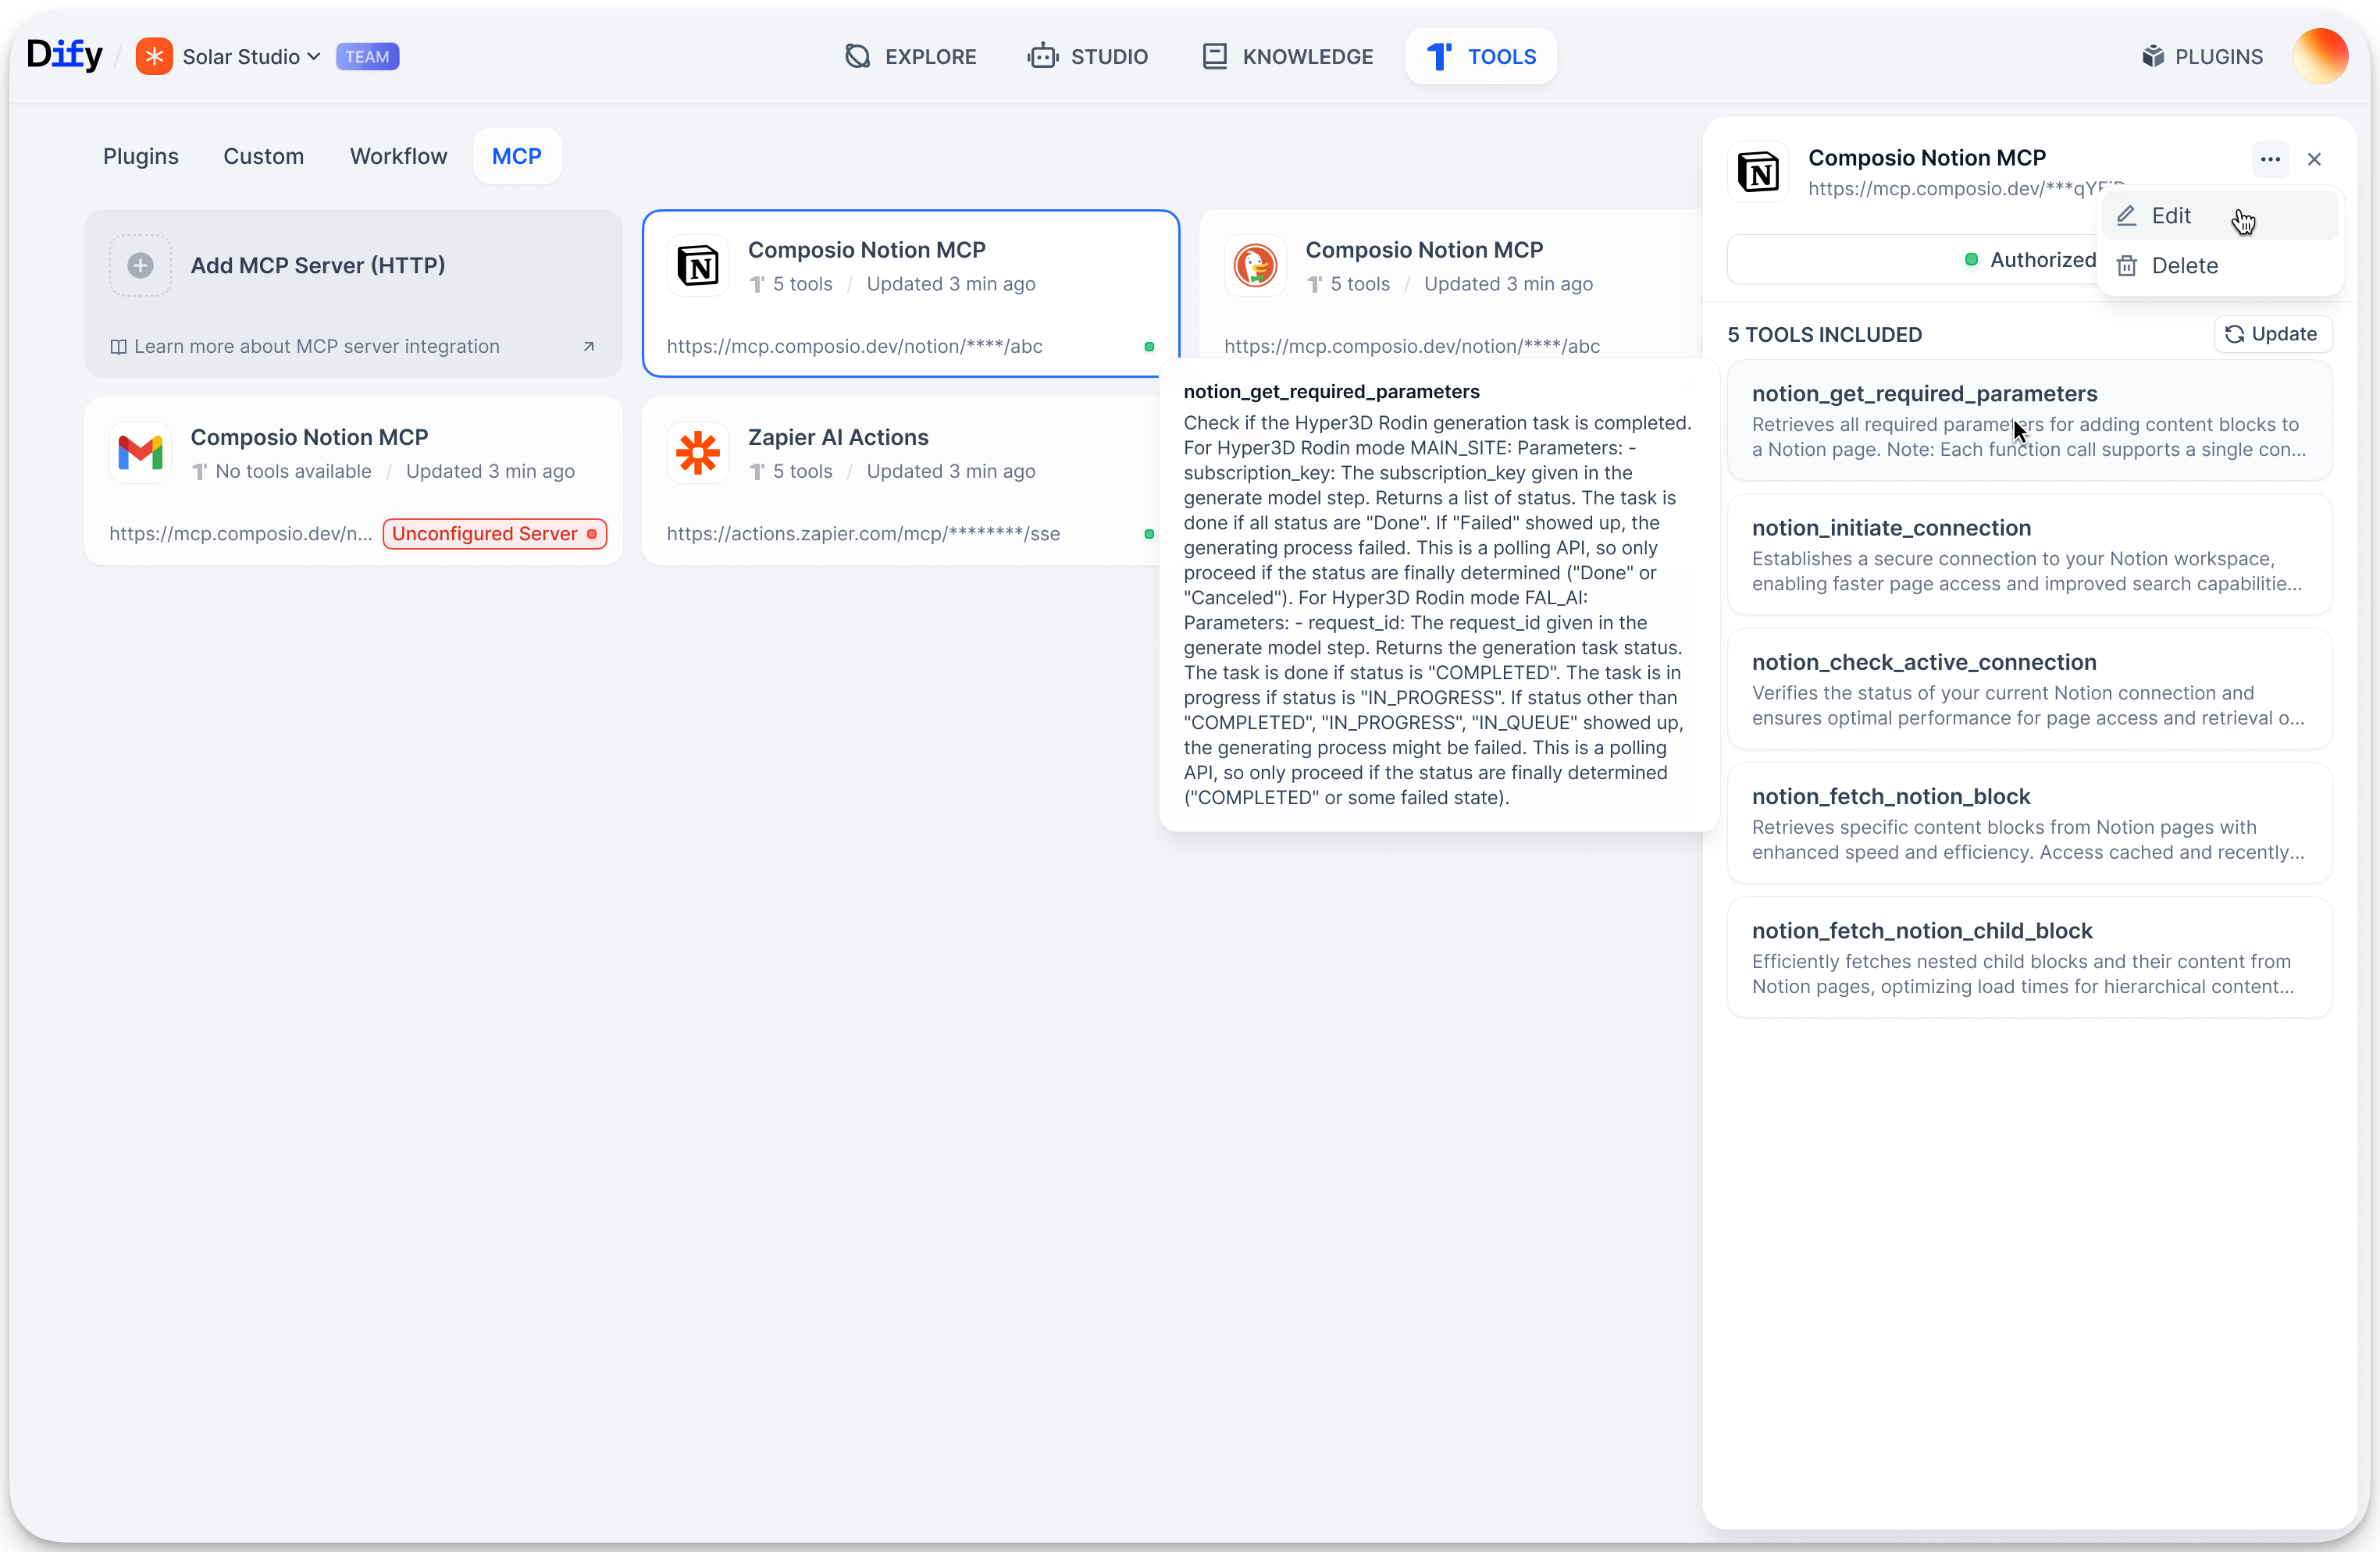 Dify / Solar Studio TEAM
EXPLORE STUDIO KNOWLEDGE TOOLS
PLUGINS
Plugins Custom Workflow MCP
Add MCP Server (HTTP)
Learn more about MCP server integration
Composio Notion MCP
5 tools / Updated 3 min ago
https://mcp.composio.dev/notion/****/abc
Composio Notion MCP
5 tools / Updated 3 min ago
https://mcp.composio.dev/notion/****/abc
Composio Notion MCP
No tools available / Updated 3 min ago
https://mcp.composio.dev/n... Unconfigured Server
Zapier AI Actions
5 tools / Updated 3 min ago
https://actions.zapier.com/mcp/********/sse
notion_get_required_parameters
Check if the Hyper3D Rodin generation task is completed.
For Hyper3D Rodin mode MAIN_SITE: Parameters: -
subscription_key: The subscription_key given in the
generate model step. Returns a list of status. The task is
done if all status are "Done". If "Failed" showed up, the
generating process failed. This is a polling API, so only
proceed if the status are finally determined ("Done" or
"Canceled"). For Hyper3D Rodin mode FAL_AI:
Parameters: - request_id: The request_id given in the
generate model step. Returns the generation task status.
The task is done if status is "COMPLETED". The task is in
progress if status is "IN_PROGRESS". If status other than
"COMPLETED", "IN_PROGRESS", "IN_QUEUE" showed up,
the generating process might be failed. This is a polling
API, so only proceed if the status are finally determined
("COMPLETED" or some failed state).
Composio Notion MCP
https://mcp.composio.dev/***
Edit
Authorized
Delete
5 TOOLS INCLUDED
Update
notion_get_required_parameters
Retrieves all required parameters for adding content blocks to
a Notion page. Note: Each function call supports a single con...
notion_initiate_connection
Establishes a secure connection to your Notion workspace,
enabling faster page access and improved search capabilitie...
notion_check_active_connection
Verifies the status of your current Notion connection and
ensures optimal performance for page access and retrieval o...
notion_fetch_notion_block
Retrieves specific content blocks from Notion pages with
enhanced speed and efficiency. Access cached and recently...
notion_fetch_notion_child_block
Efficiently fetches nested child blocks and their content from
Notion pages, optimizing load times for hierarchical content...